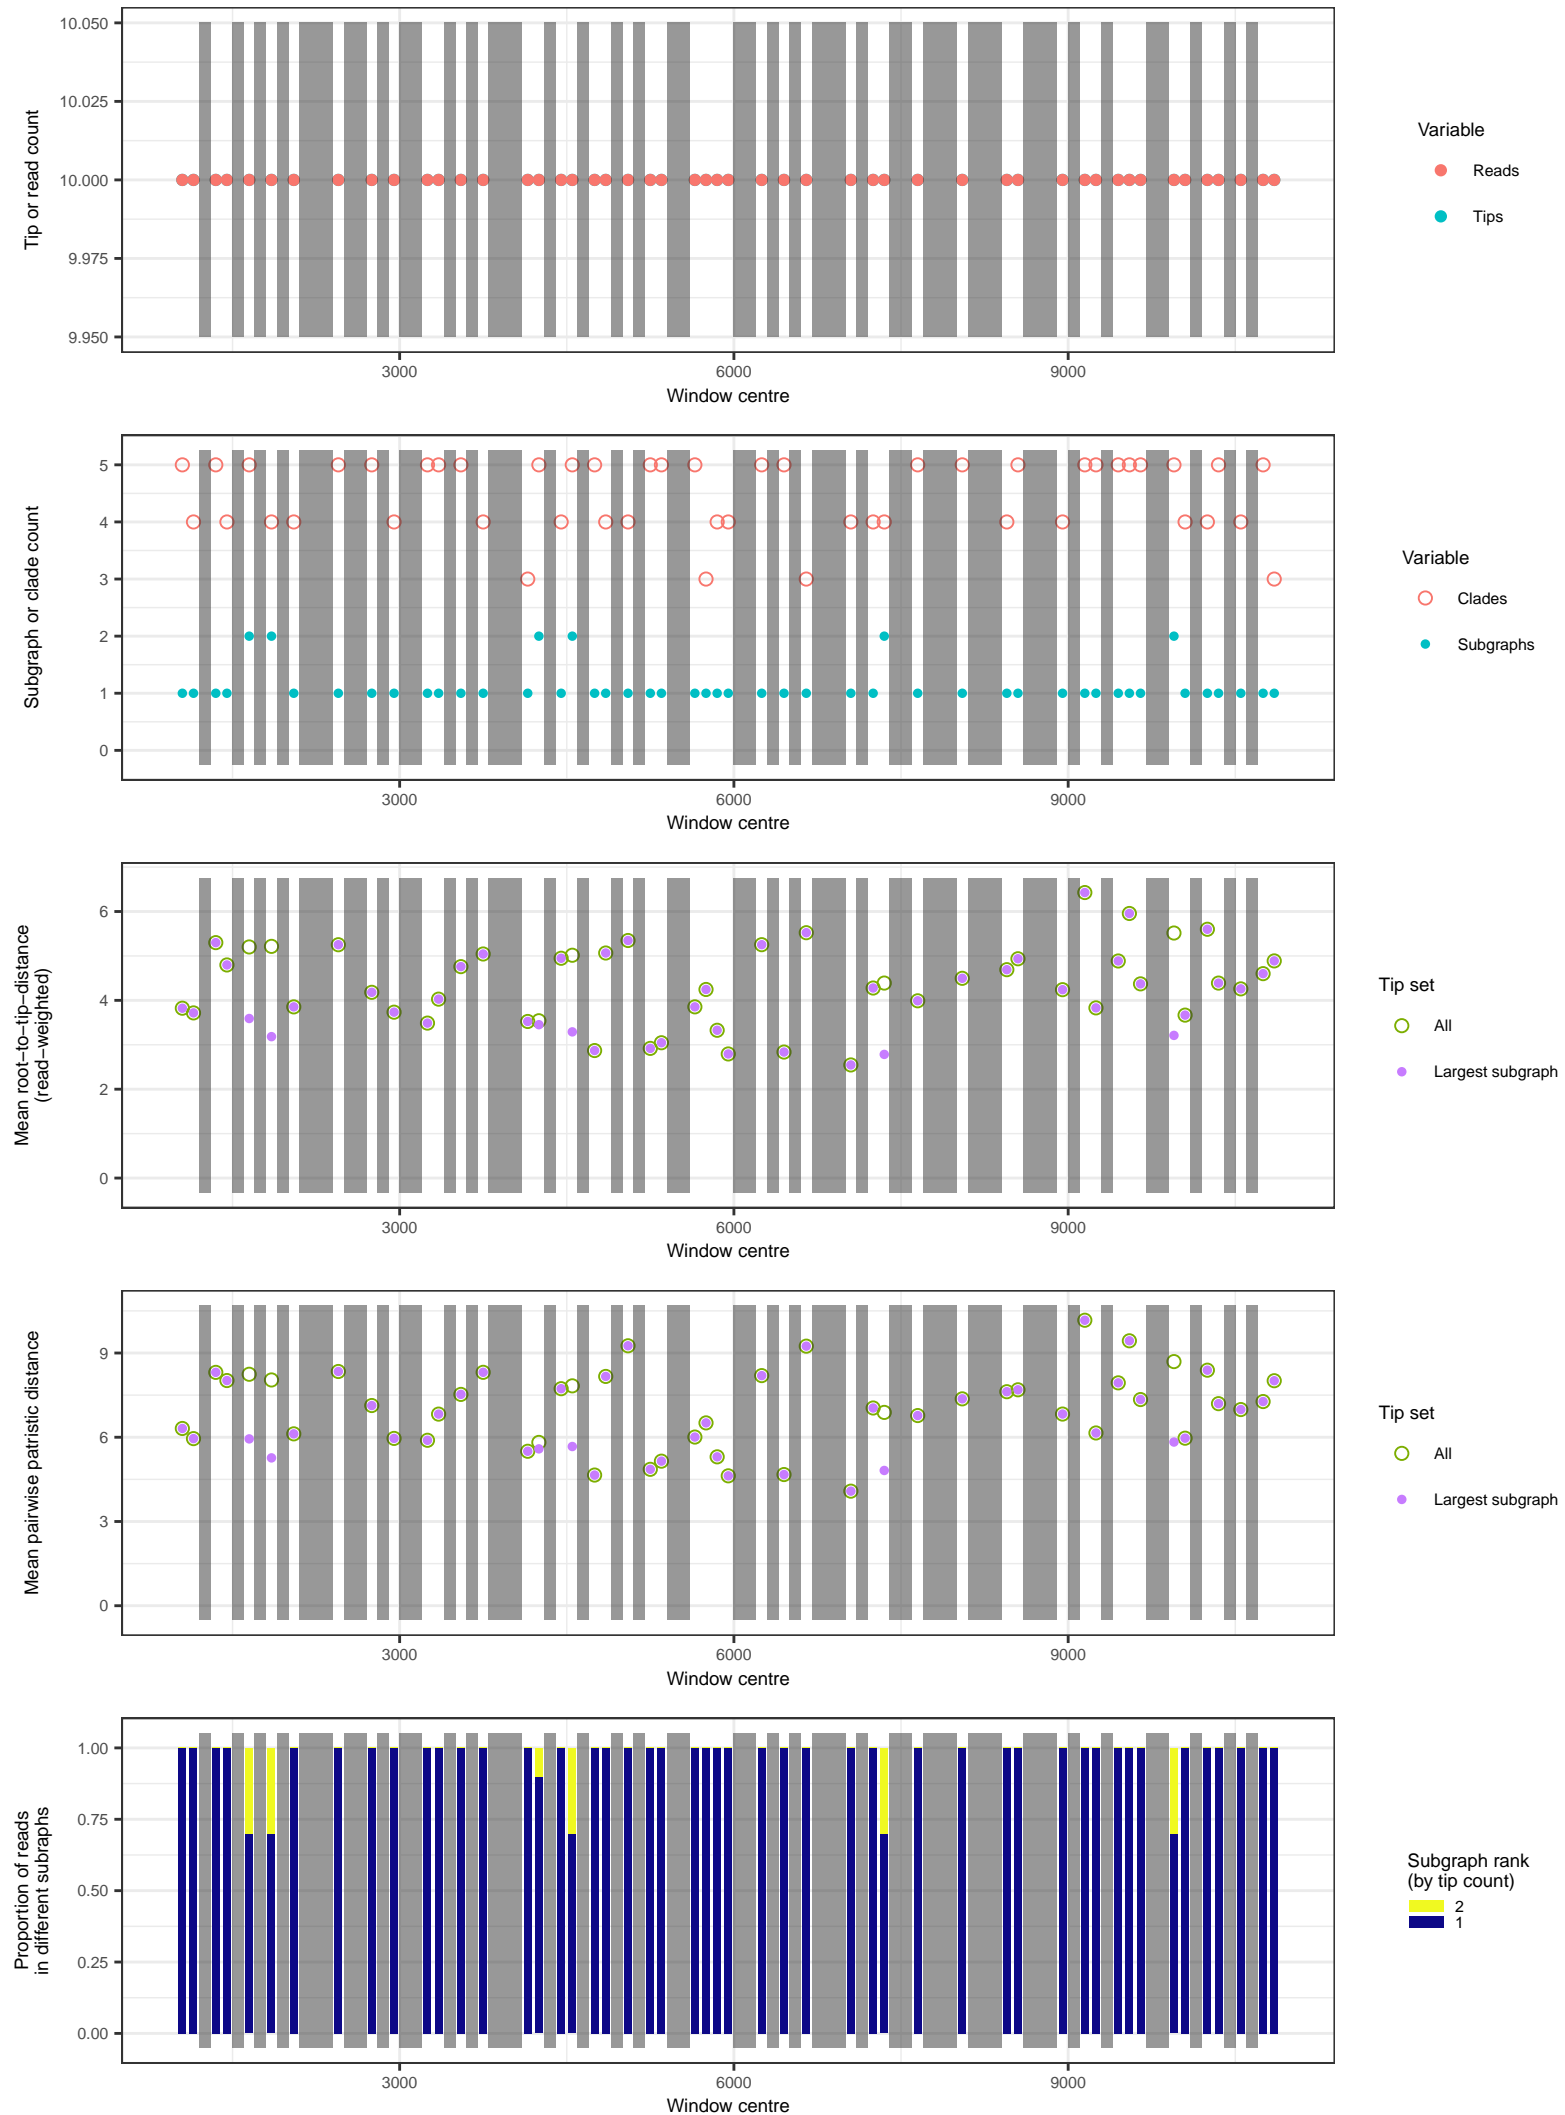 10.050
10.025
10.000
9.975
9.950
Tip or read count
3000
6000
9000
Window centre
Variable
Reads
Tips
5
4
3
2
1
0
Subgraph or clade count
3000
6000
9000
Window centre
Variable
Clades
Subgraphs
6
4
2
0
Mean root−to−tip−distance
(read−weighted)
3000
6000
9000
Window centre
Tip set
All
Largest subgraph
9
6
3
0
Mean pairwise patristic distance
3000
6000
9000
Window centre
Tip set
All
Largest subgraph
1.00
0.75
0.50
0.25
0.00
Proportion of reads
in different subraphs
3000
6000
9000
Window centre
Subgraph rank
(by tip count)
2
1